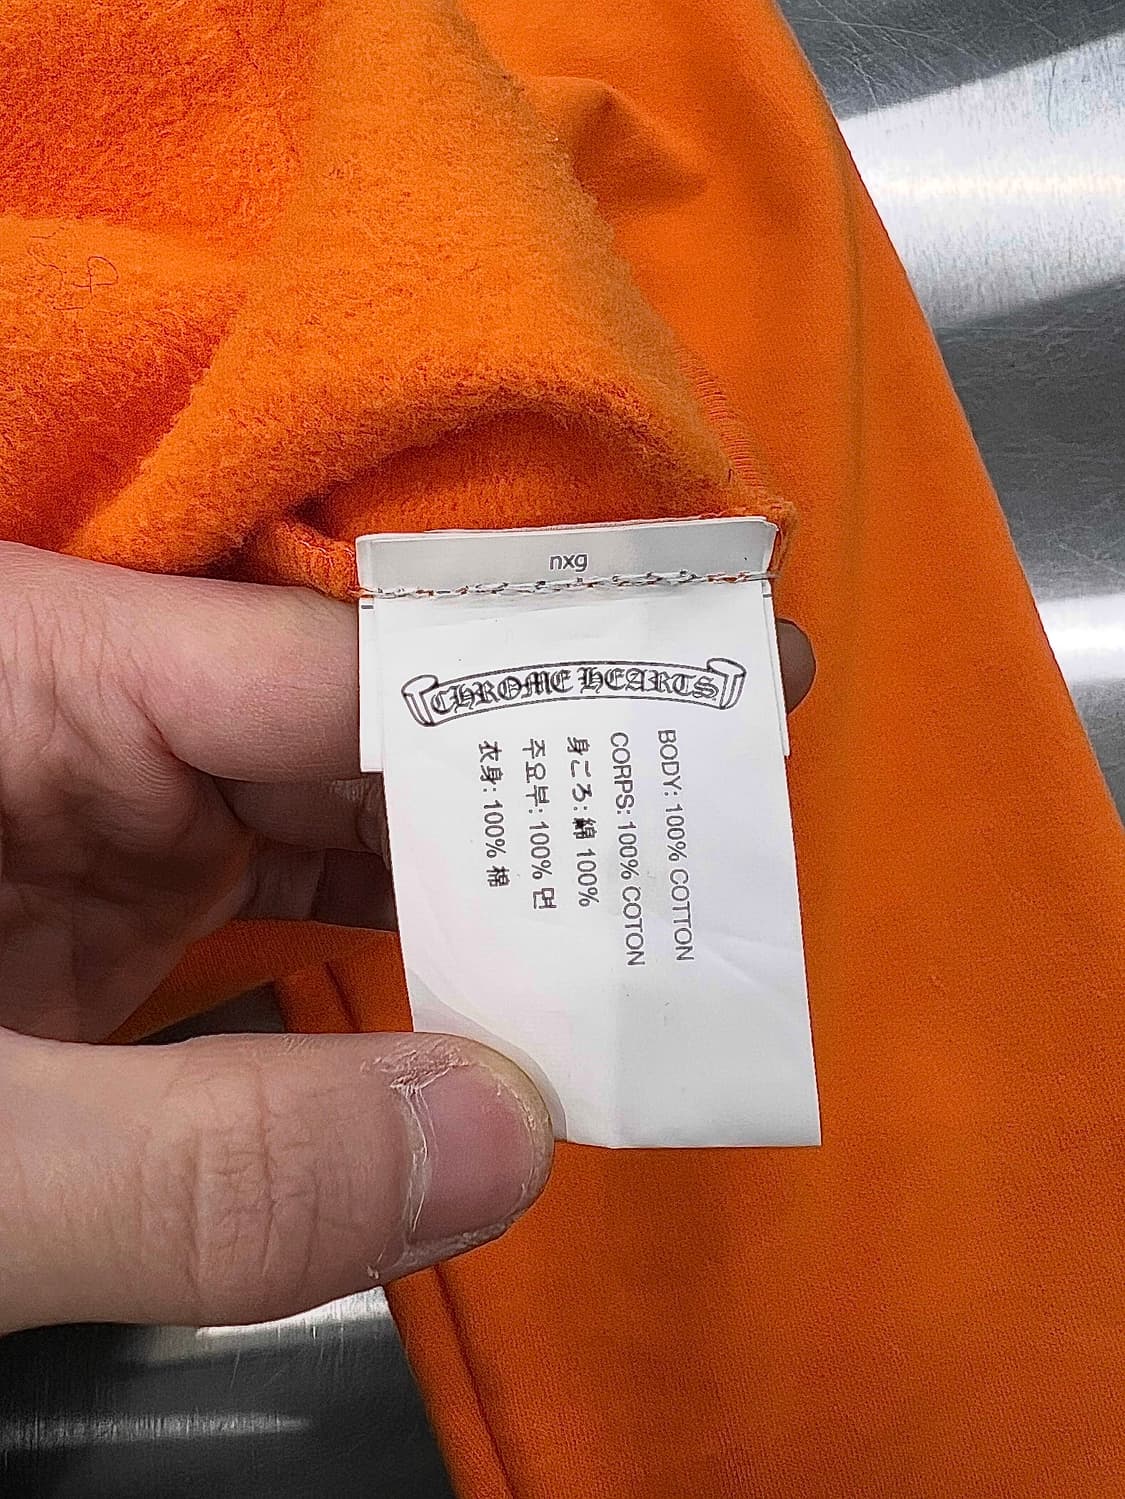 nxg
CHROME HEARTS
BODY: 100% COTTON
CORPS: 100% COTON
身ごろ: 綿 100%
주요부: 100% 면
衣身: 100% 棉